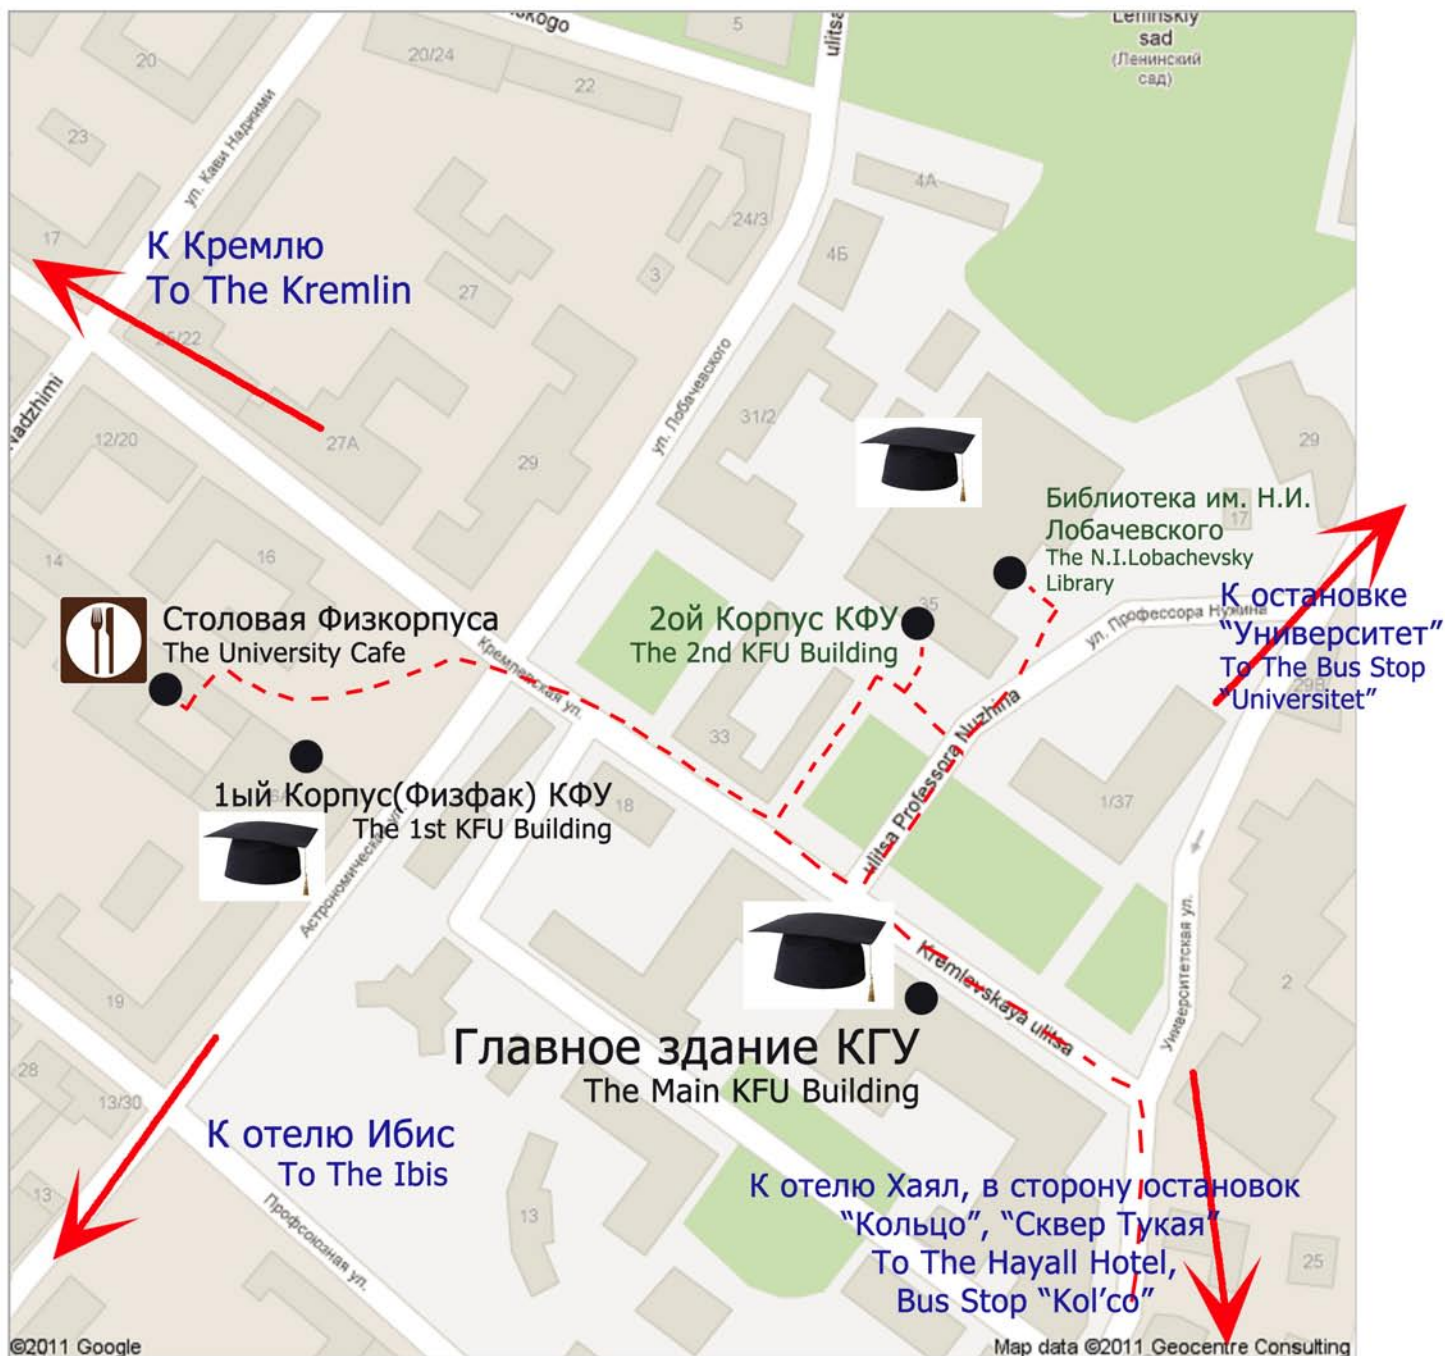 Leninskiy
sad
(Ленинский
сад)
ulitsa
5
20/24
22
20
23
ул. Кави Наджими
17
К Кремлю
To The Kremlin
4А
24/3
4Б
3
27
25/22
Nadzhimi
12/20
27А
29
ул. Лобачевского
31/2
29
17
Библиотека им. Н.И.
Лобачевского
The N.I.Lobachevsky
Library
14
16
Столовая Физкорпуса
The University Cafe
2ой Корпус КФУ
The 2nd KFU Building
35
ул. Профессора Нужина
К остановке
“Университет”
To The Bus Stop
“Universitet”
29В
Кремлевская ул.
33
ulitsa Professora Nuzhina
1/37
1ый Корпус(Физфак) КФУ
The 1st KFU Building
18
Астрономическая ул.
Kremlevskaya ulitsa
Университетская ул.
2
19
Главное здание КГУ
The Main KFU Building
28
13/30
К отелю Ибис
To The Ibis
13
Профсоюзная ул.
13
К отелю Хаял, в сторону остановок
“Кольцо”, “Сквер Тукая”
To The Hayall Hotel,
Bus Stop “Kol’co”
25
©2011 Google
Map data ©2011 Geocentre Consulting